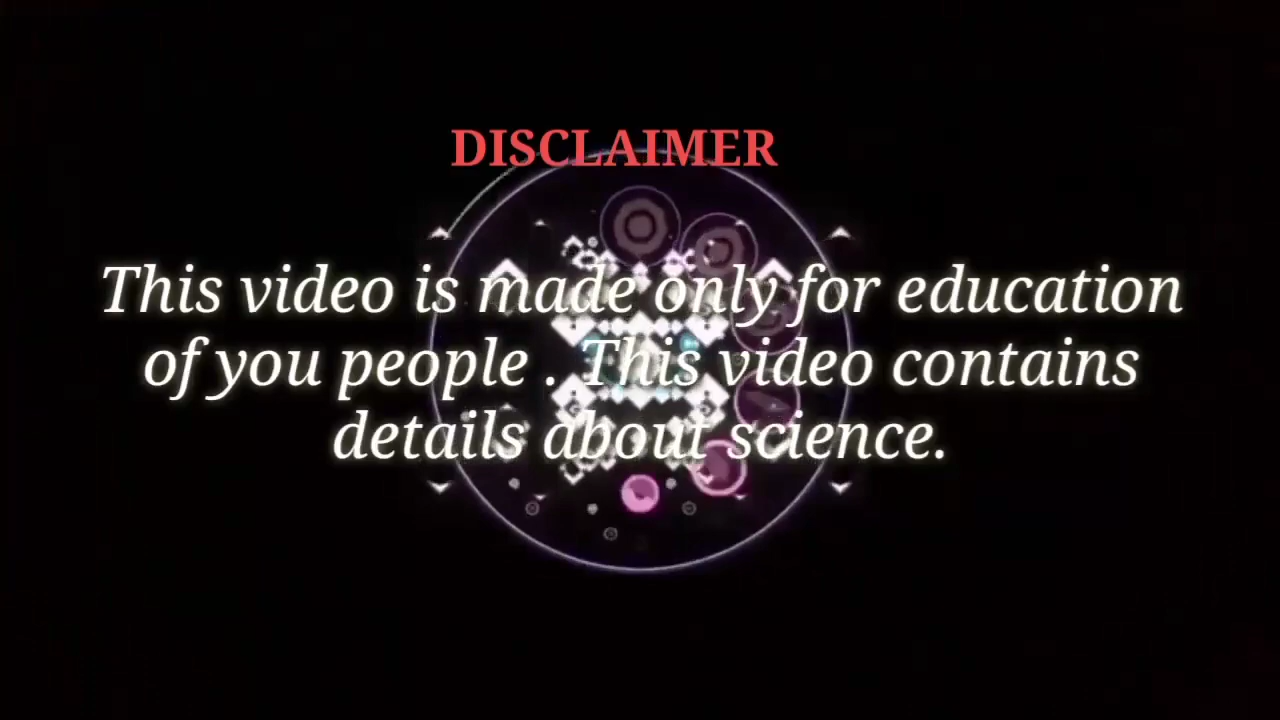 DISCLAIMER
This video is made only for education
of you people . This video contains
details about science.